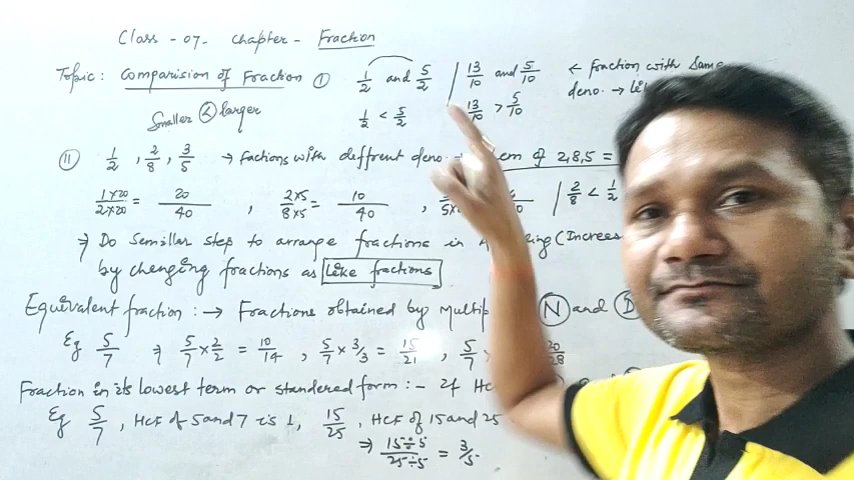 Class - 07- Chapter - Fraction
Topic: Comparision of Fraction ① 1/2 and 5/2 | 13/10 and 5/10 ← fraction with Same
Smaller < larger 1/2 < 5/2 13/10 > 5/10 deno. →
Ⅱ 1/2 , 2/8 , 3/5 → factions with diffrent deno. of 2,8,5 =
1×20/2×20 = 20/40 , 2×5/8×5 = 10/40 , | 2/8 < 1/2
⇒ Do Semillar step to arrange fractions in
by chenging fractions as Like fractions
Equivalent fraction : → Fractions obtained by N and D
Eg 5/7 ⇒ 5/7 × 2/2 = 10/14 , 5/7 × 3/3 = 15/21 , 5/7
Fraction in its lowest term or standered form :- If
Eg 5/7 , HCF of 5 and 7 is 1, 15/25 , HCF of 15 and 25
⇒ 15÷5/25÷5 = 3/5